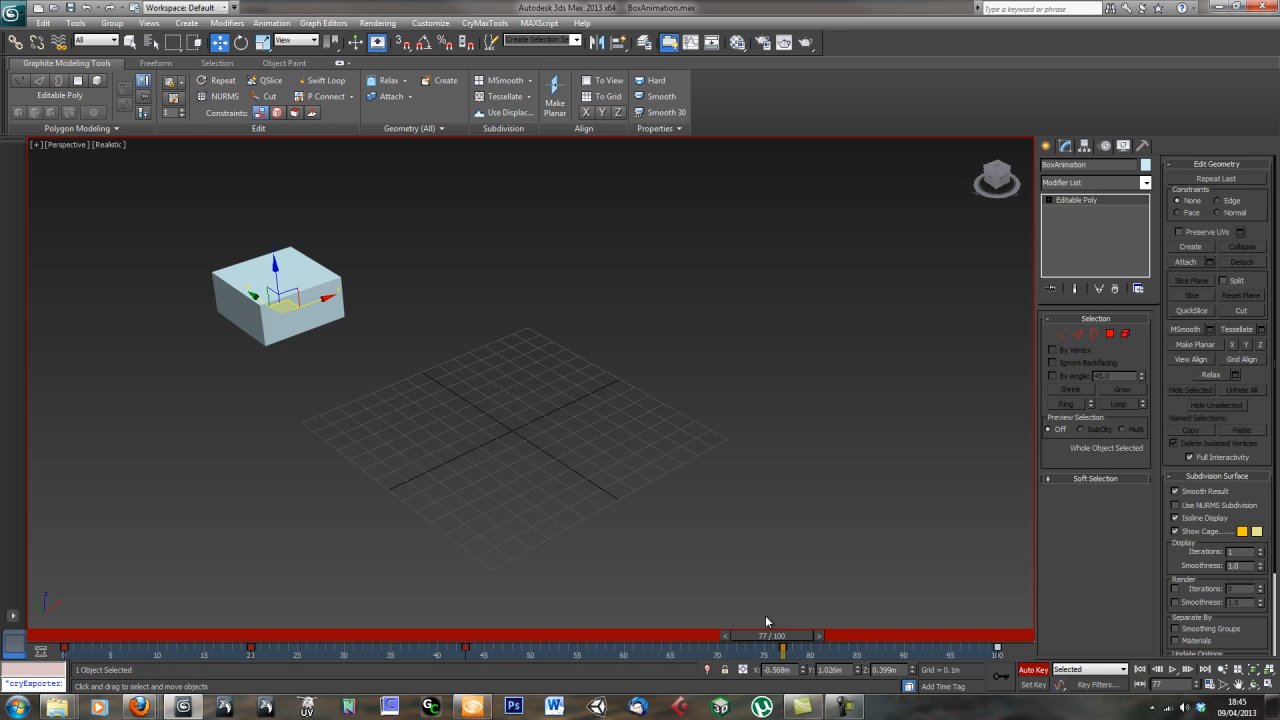 Workspace: Default
Autodesk 3ds Max 2013 x64    BoxAnimation.max
Type a keyword or phrase
Edit Tools Group Views Create Modifiers Animation Graph Editors Rendering Customize CryMaxTools MAXScript Help
All View Create Selection Se
Graphite Modeling Tools Freeform Selection Object Paint
Repeat QSlice Swift Loop Relax Create MSmooth To View Hard
Editable Poly NURMS Cut P Connect Attach Tessellate Make Planar To Grid Smooth
1 Constraints: Use Displac... X Y Z Smooth 30
Polygon Modeling Edit Geometry (All) Subdivision Align Properties
[+] [Perspective] [Realistic]
BoxAnimation
Modifier List
Editable Poly
Selection
By Vertex
Ignore Backfacing
By Angle: 45.0
Shrink Grow
Ring Loop
Preview Selection
Off SubObj Multi
Whole Object Selected
Soft Selection
Edit Geometry
Repeat Last
Constraints
None Edge
Face Normal
Preserve UVs
Create Collapse
Attach Detach
Slice Plane Split
Slice Reset Plane
QuickSlice Cut
MSmooth Tessellate
Make Planar X Y Z
View Align Grid Align
Relax
Hide Selected Unhide All
Hide Unselected
Named Selections:
Copy Paste
Delete Isolated Vertices
Full Interactivity
Subdivision Surface
Smooth Result
Use NURMS Subdivision
Isoline Display
Show Cage......
Display
Iterations: 1
Smoothness: 1.0
Render
Iterations: 0
Smoothness: 1.0
Separate By
Smoothing Groups
Materials
Update Options
z
< 77 / 100 >
5 10 15 20 25 30 35 40 45 50 55 60 65 70 75 80 85 90 95 100
1 Object Selected X: -0.568m Y: 1.026m Z: 0.399m Grid = 0.1m Auto Key Selected
"cryExporter Click and drag to select and move objects Add Time Tag Set Key Key Filters... 77
UV Ps W
18:45
09/04/2013